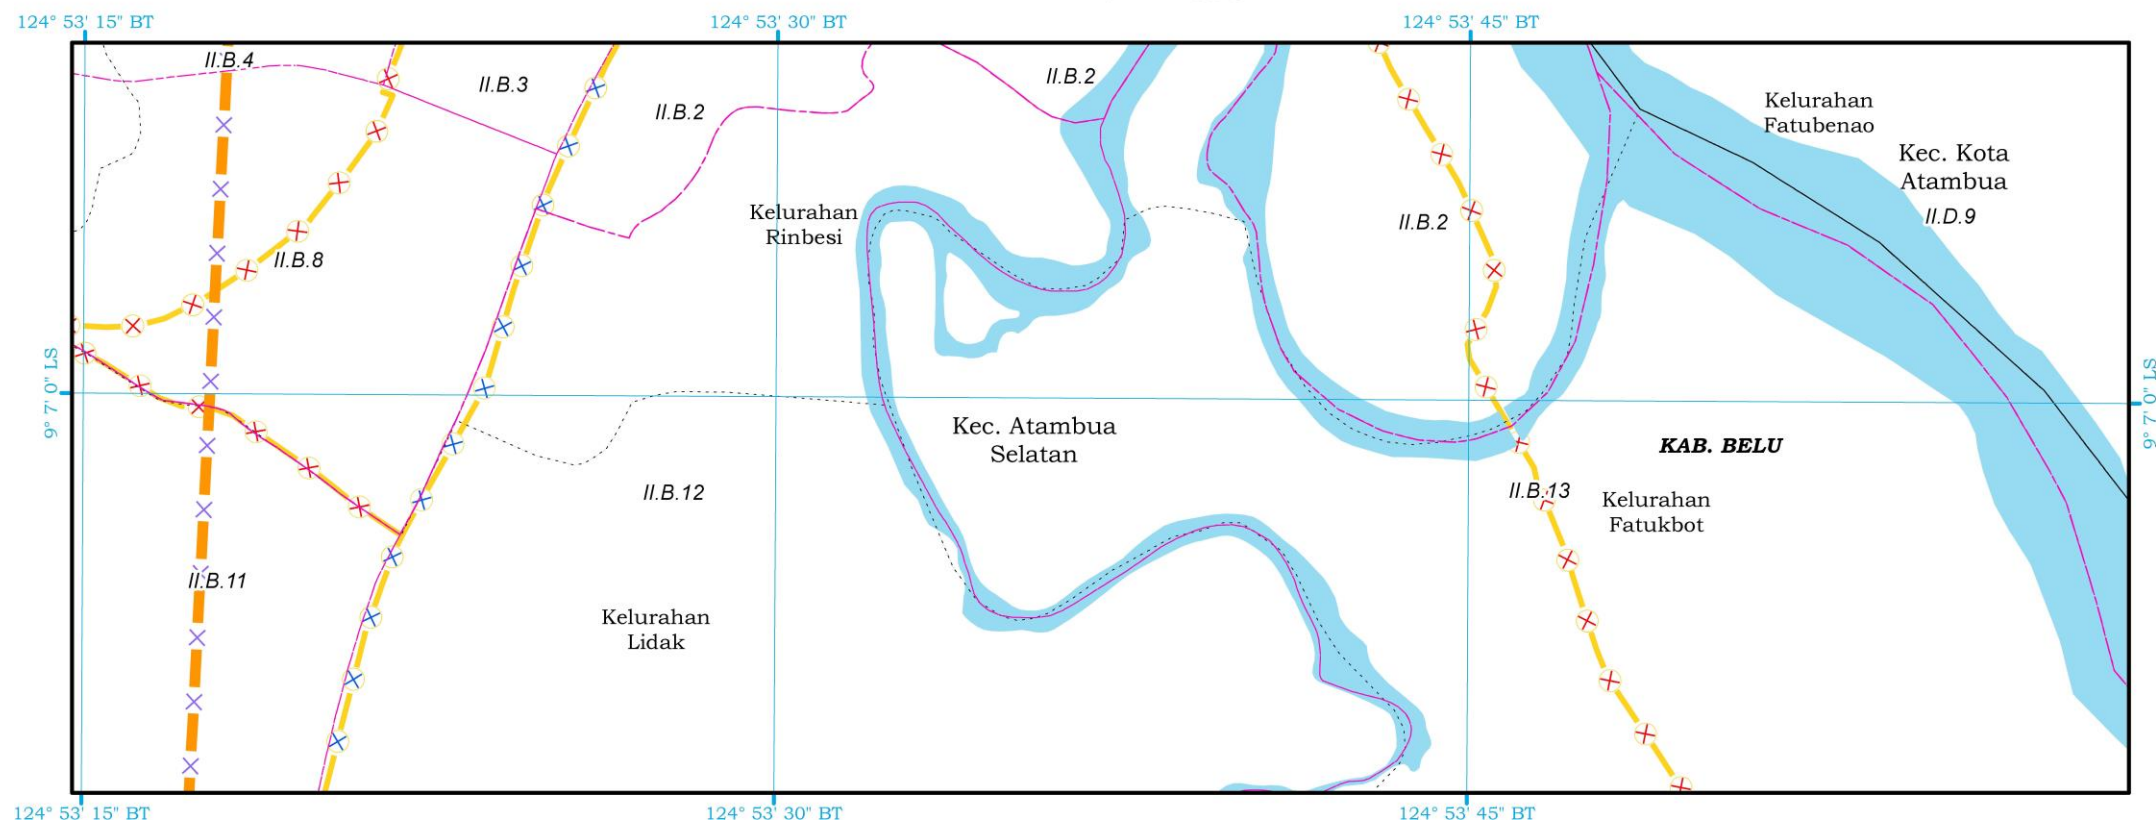 124° 53' 15" BT
124° 53' 30" BT
124° 53' 45" BT
II.B.4
II.B.3
II.B.2
II.B.2
Kelurahan
Fatubenao
Kec. Kota
Atambua
II.D.9
Kelurahan
Rinbesi
II.B.2
II.B.8
9° 7' 0" LS
9° 7' 0" LS
Kec. Atambua
Selatan
KAB. BELU
II.B.12
II.B.13
Kelurahan
Fatukbot
II.B.11
Kelurahan
Lidak
124° 53' 15" BT
124° 53' 30" BT
124° 53' 45" BT